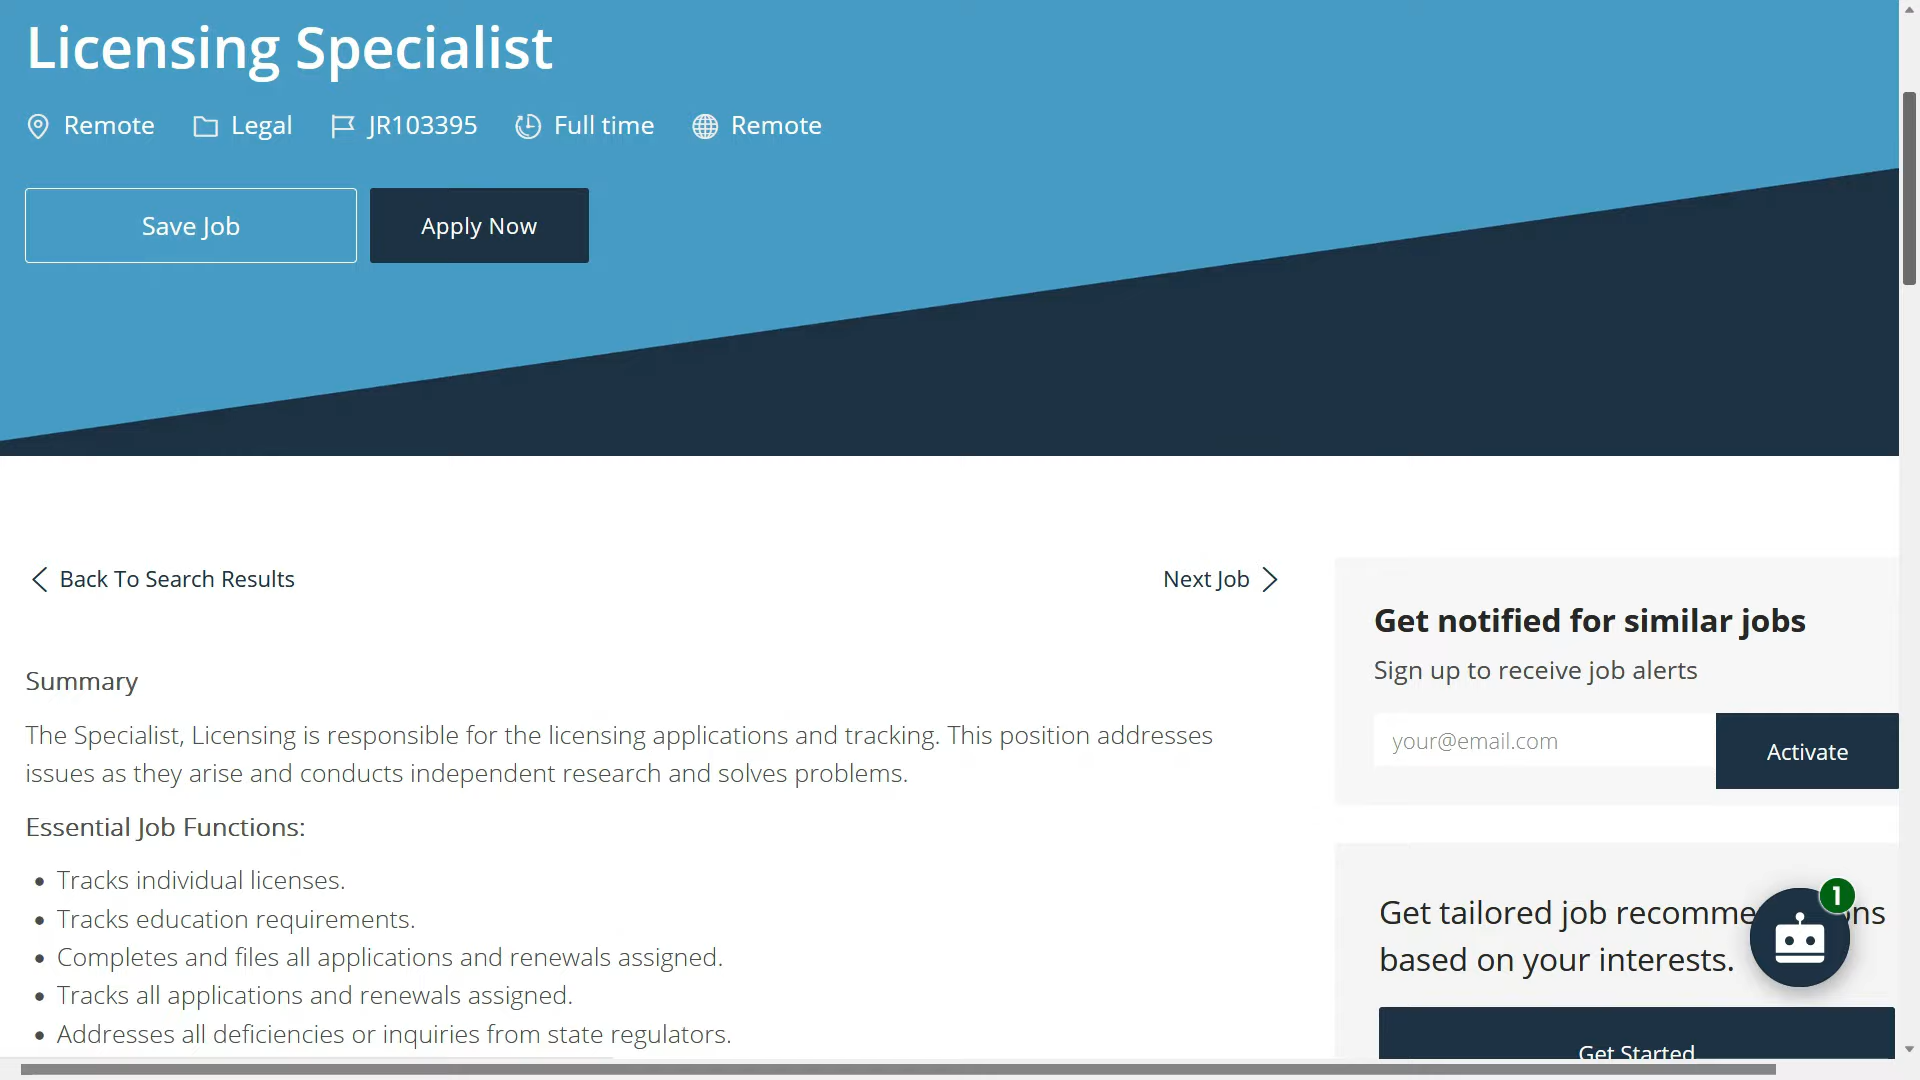 Licensing Specialist
Remote Legal JR103395 Full time Remote
Save Job Apply Now
Back To Search Results Next Job
Summary
The Specialist, Licensing is responsible for the licensing applications and tracking. This position addresses
issues as they arise and conducts independent research and solves problems.
Essential Job Functions:
Tracks individual licenses.
Tracks education requirements.
Completes and files all applications and renewals assigned.
Tracks all applications and renewals assigned.
Addresses all deficiencies or inquiries from state regulators.
Get notified for similar jobs
Sign up to receive job alerts
your@email.com Activate
Get tailored job
based on your interests.
1
Get Started